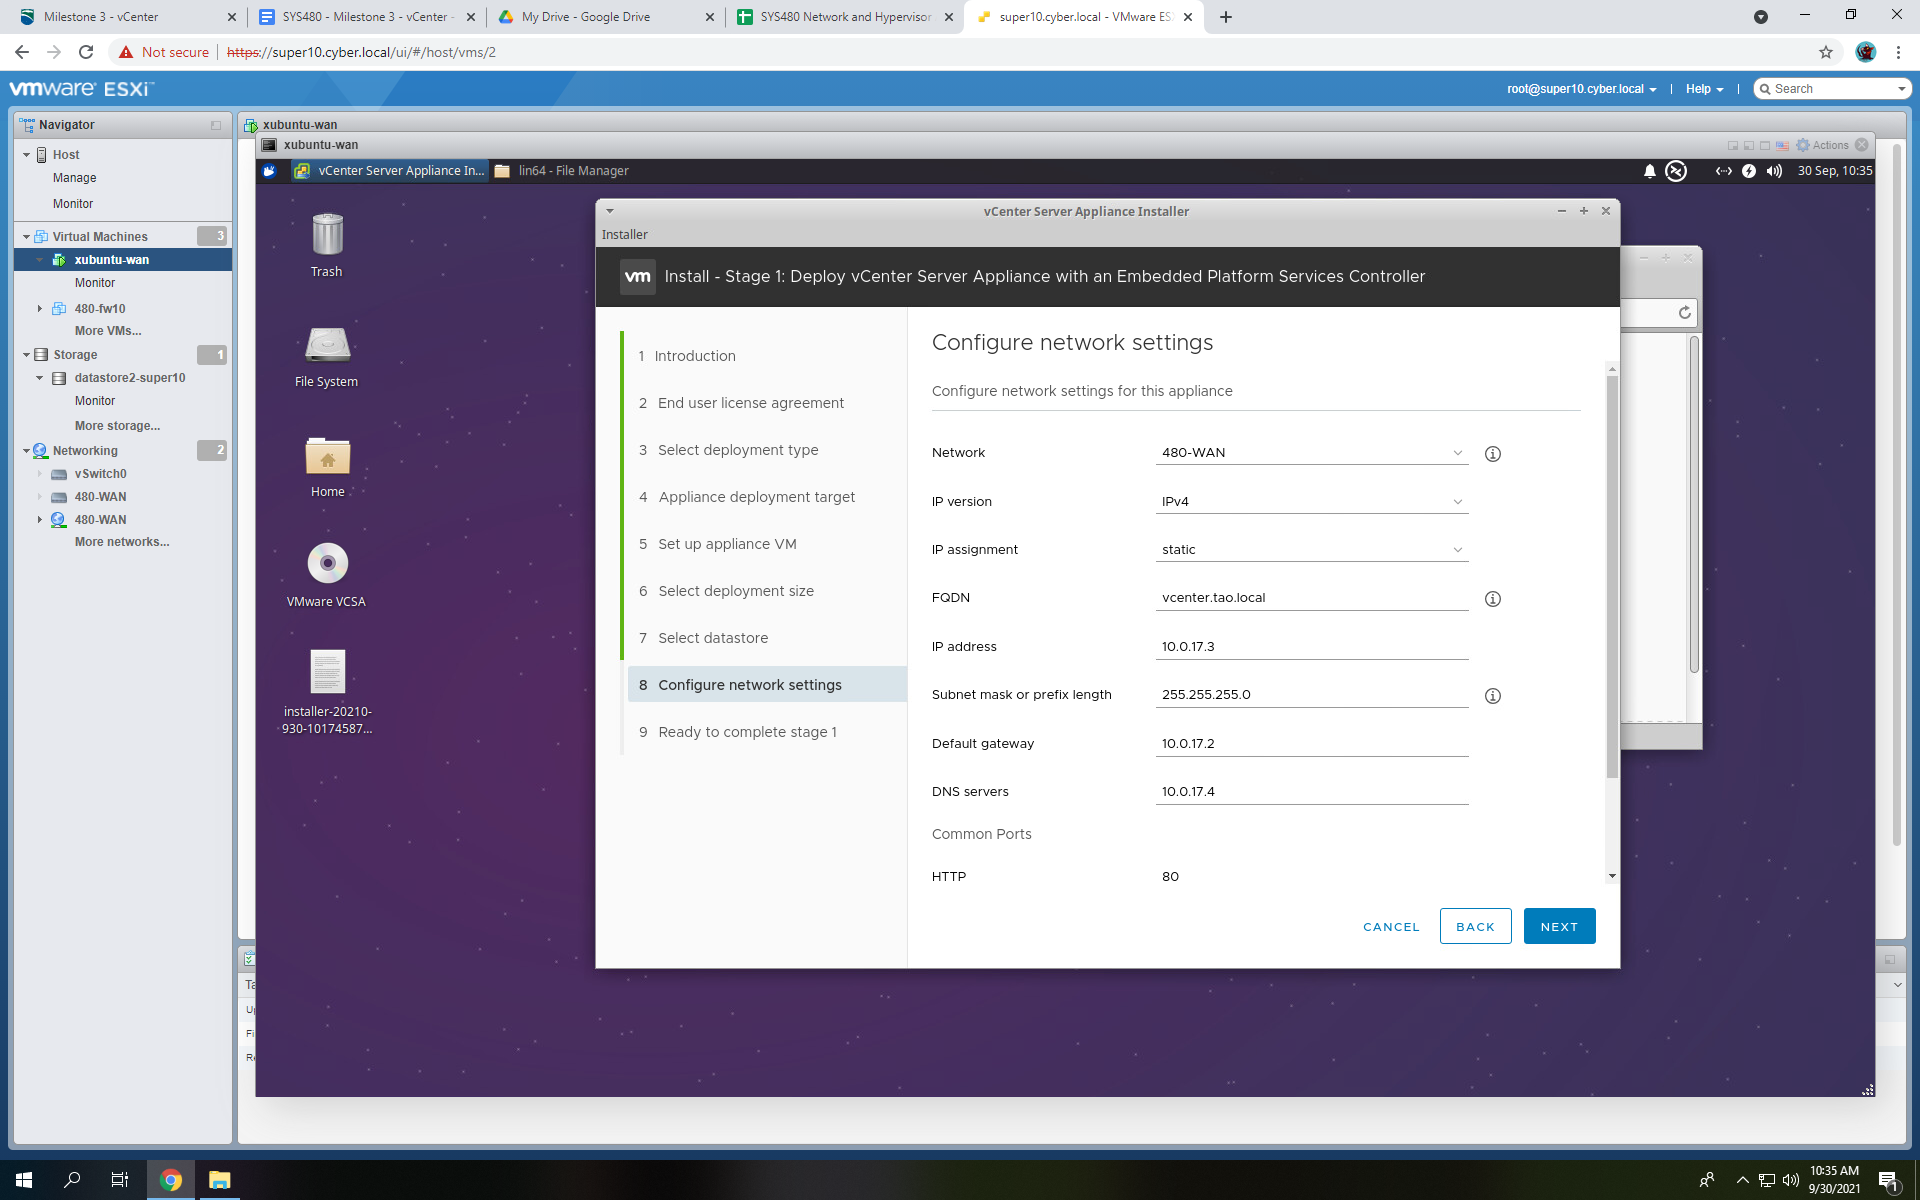 Milestone 3 - vCenter
SYS480 - Milestone 3 - vCenter -
My Drive - Google Drive
SYS480 Network and Hypervisor
super10.cyber.local - VMware ES
Not secure
https://super10.cyber.local/ui/#/host/vms/2
vmware ESXi™
root@super10.cyber.local
Help
Search
Navigator
Host
Manage
Monitor
Virtual Machines
3
xubuntu-wan
Monitor
480-fw10
More VMs...
Storage
1
datastore2-super10
Monitor
More storage...
Networking
2
vSwitch0
480-WAN
480-WAN
More networks...
xubuntu-wan
xubuntu-wan
Actions
vCenter Server Appliance In...
lin64 - File Manager
30 Sep, 10:35
Trash
File System
Home
VMware VCSA
installer-20210-
930-10174587...
vCenter Server Appliance Installer
Installer
vm
Install - Stage 1: Deploy vCenter Server Appliance with an Embedded Platform Services Controller
1 Introduction
2 End user license agreement
3 Select deployment type
4 Appliance deployment target
5 Set up appliance VM
6 Select deployment size
7 Select datastore
8 Configure network settings
9 Ready to complete stage 1
Configure network settings
Configure network settings for this appliance
Network 480-WAN
IP version IPv4
IP assignment static
FQDN vcenter.tao.local
IP address 10.0.17.3
Subnet mask or prefix length 255.255.255.0
Default gateway 10.0.17.2
DNS servers 10.0.17.4
Common Ports
HTTP 80
CANCEL
BACK
NEXT
Ta
Up
Fi
Re
10:35 AM
9/30/2021
1